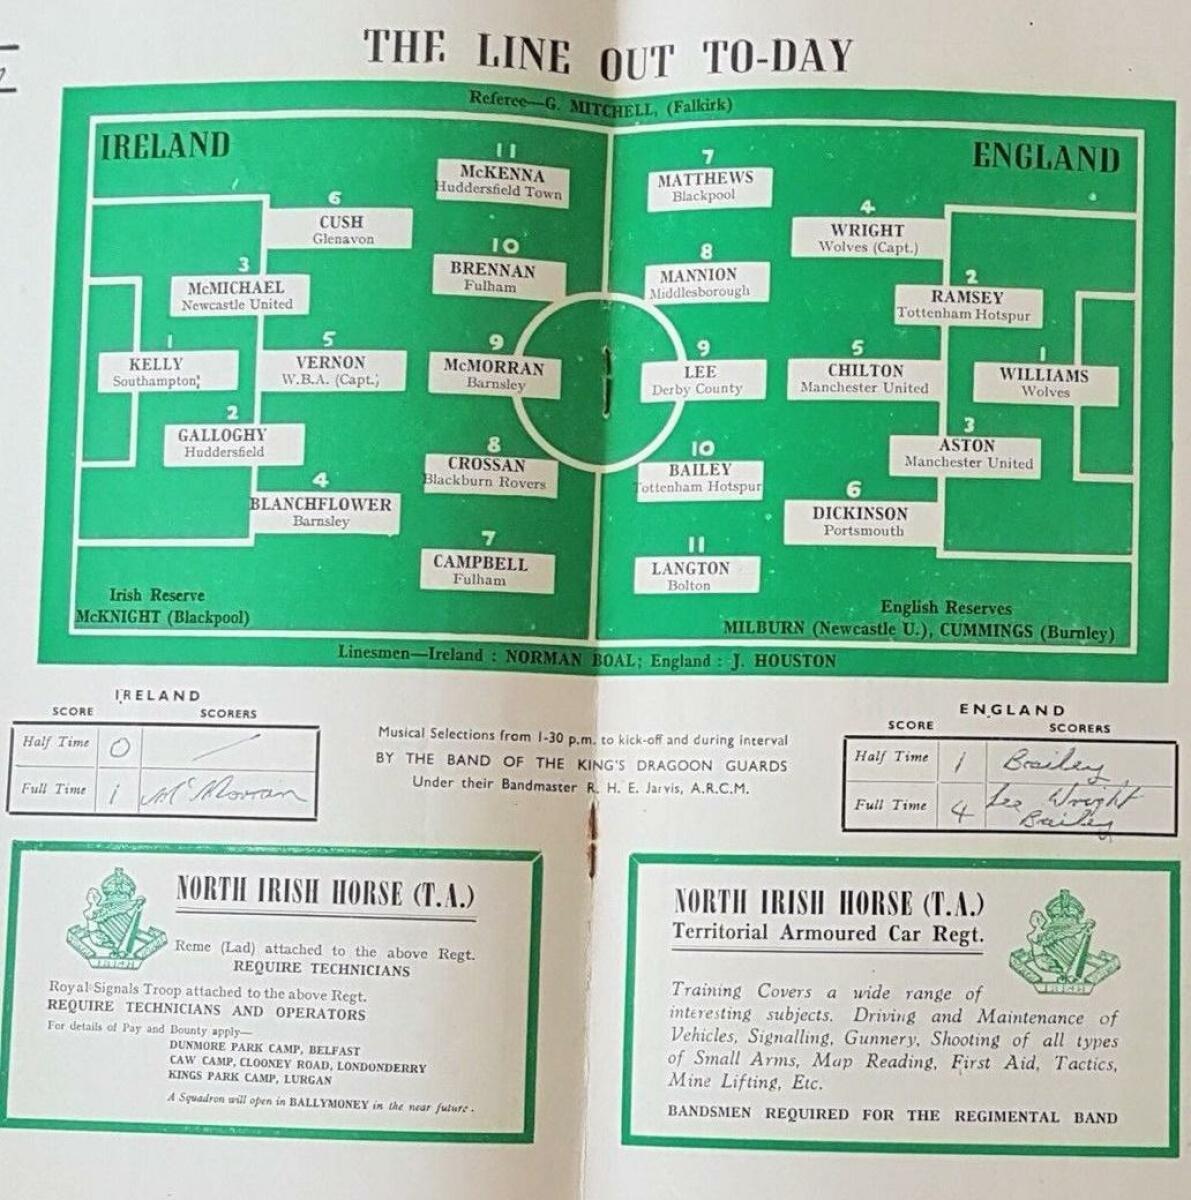 THE LINE OUT TO-DAY
Referee—G. MITCHELL, (Falkirk)
IRELAND
11
McKENNA
Huddersfield Town
6
CUSH
Glenavon
10
BRENNAN
Fulham
3
McMICHAEL
Newcastle United
1
KELLY
Southampton
5
VERNON
W.B.A. (Capt.)
9
McMORRAN
Barnsley
2
GALLOGHY
Huddersfield
8
CROSSAN
Blackburn Rovers
4
BLANCHFLOWER
Barnsley
7
CAMPBELL
Fulham
Irish Reserve
McKNIGHT (Blackpool)
ENGLAND
7
MATTHEWS
Blackpool
4
WRIGHT
Wolves (Capt.)
8
MANNION
Middlesborough
2
RAMSEY
Tottenham Hotspur
9
LEE
Derby County
5
CHILTON
Manchester United
1
WILLIAMS
Wolves
3
ASTON
Manchester United
10
BAILEY
Tottenham Hotspur
6
DICKINSON
Portsmouth
11
LANGTON
Bolton
English Reserves
MILBURN (Newcastle U.), CUMMINGS (Burnley)
Linesmen—Ireland : NORMAN BOAL; England : J. HOUSTON
IRELAND
SCORE SCORERS
Half Time 0 /
Full Time 1 McMorran
Musical Selections from 1-30 p.m. to kick-off and during interval
BY THE BAND OF THE KING'S DRAGOON GUARDS
Under their Bandmaster R. H. E. Jarvis, A.R.C.M.
ENGLAND
SCORE SCORERS
Half Time 1 Bailey,
Full Time 4 Lee Wright
Bailey
NORTH IRISH HORSE (T.A.)
Reme (Lad) attached to the above Regt.
REQUIRE TECHNICIANS
Royal Signals Troop attached to the above Regt.
REQUIRE TECHNICIANS AND OPERATORS
For details of Pay and Bounty apply—
DUNMORE PARK CAMP, BELFAST
CAW CAMP, CLOONEY ROAD, LONDONDERRY
KINGS PARK CAMP, LURGAN
A Squadron will open in BALLYMONEY in the near future.
NORTH IRISH HORSE (T.A.)
Territorial Armoured Car Regt.
Training Covers a wide range of
interesting subjects. Driving and Maintenance of
Vehicles, Signalling, Gunnery, Shooting of all types
of Small Arms, Map Reading, First Aid, Tactics,
Mine Lifting, Etc.
BANDSMEN REQUIRED FOR THE REGIMENTAL BAND